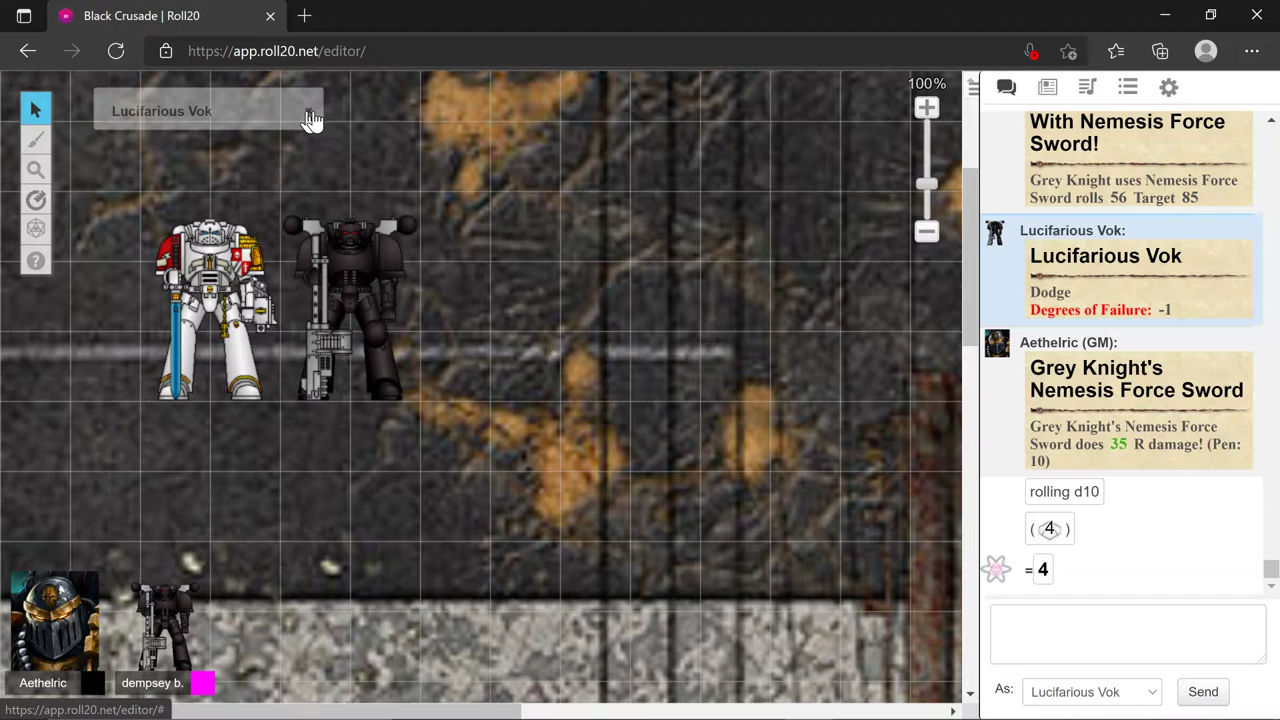 Black Crusade | Roll20
https://app.roll20.net/editor/
Lucifarious Vok
100%
With Nemesis Force
Sword!
Grey Knight uses Nemesis Force
Sword rolls 56 Target 85
Lucifarious Vok:
Lucifarious Vok
Dodge
Degrees of Failure: -1
Aethelric (GM):
Grey Knight's
Nemesis Force Sword
Grey Knight's Nemesis Force
Sword does 35 R damage! (Pen:
10)
rolling d10
( 4 )
= 4
Aethelric
dempsey b.
As: Lucifarious Vok
Send
https://app.roll20.net/editor/#